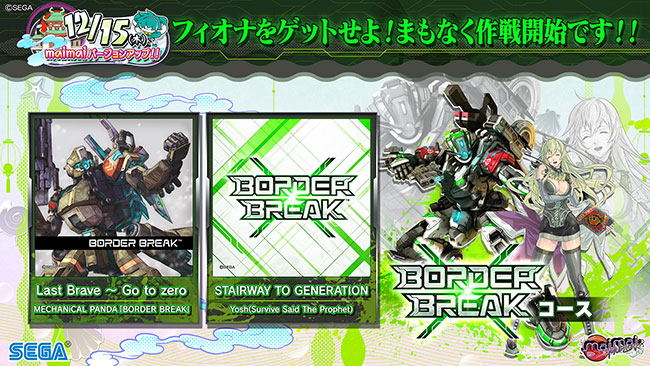 ©SEGA
12/15(木)
maimaiバージョンアップ!!
フィオナをゲットせよ!まもなく作戦開始です!!
BORDER BREAK™
©SEGA
Last Brave ～ Go to zero
MECHANICAL PANDA「BORDER BREAK」
BORDER
BREAK
©SEGA
STAIRWAY TO GENERATION
Yosh(Survive Said The Prophet)
BORDER
BREAK
コース
SEGA
maimai